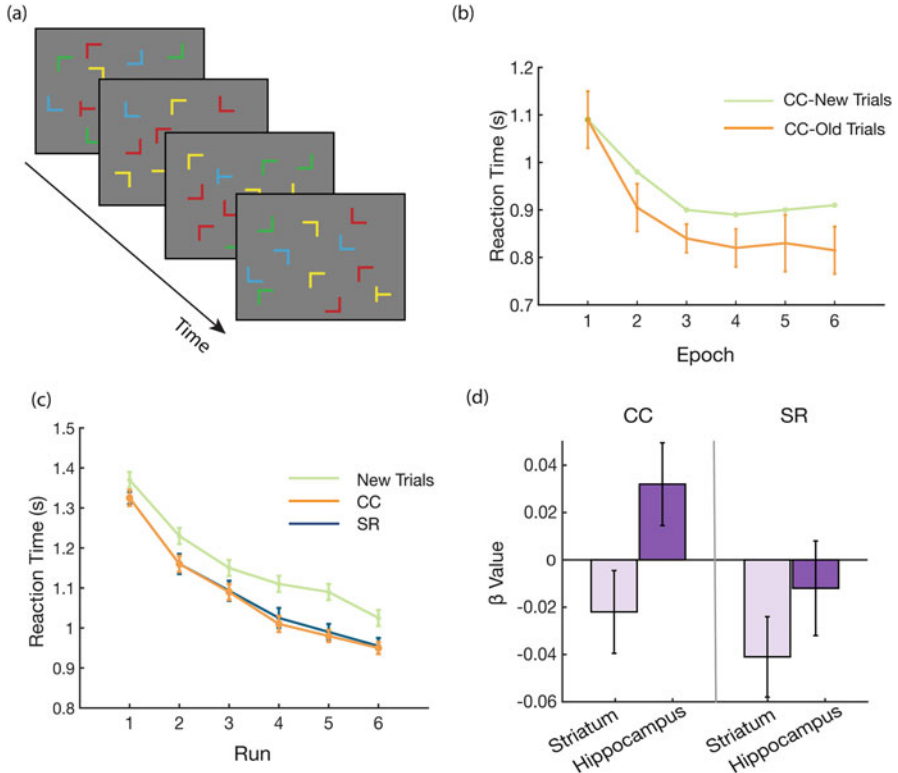 (a)
Time
(b)
1.2
1.1
1
0.9
0.8
0.7
Reaction Time (s)
CC-New Trials
CC-Old Trials
1 2 3 4 5 6
Epoch
(c)
1.5
1.4
1.3
1.2
1.1
1
0.9
0.8
Reaction Time (s)
New Trials
CC
SR
1 2 3 4 5 6
Run
(d)
CC SR
0.04
0.02
0
-0.02
-0.04
-0.06
β Value
Striatum
Hippocampus
Striatum
Hippocampus